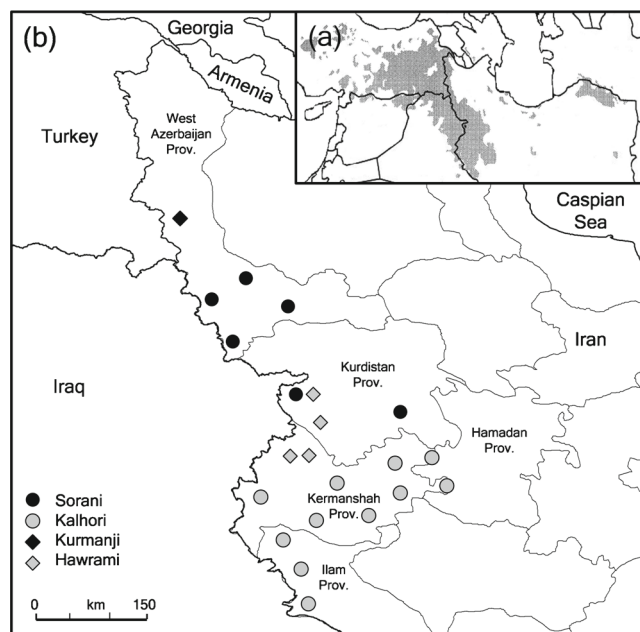 (b)
Georgia
(a)
Armenia
Turkey
West
Azerbaijan
Prov.
Caspian
Sea
Iran
Kurdistan
Prov.
Iraq
Hamadan
Prov.
Sorani
Kalhori
Kurmanji
Hawrami
Kermanshah
Prov.
Ilam
Prov.
0 km 150